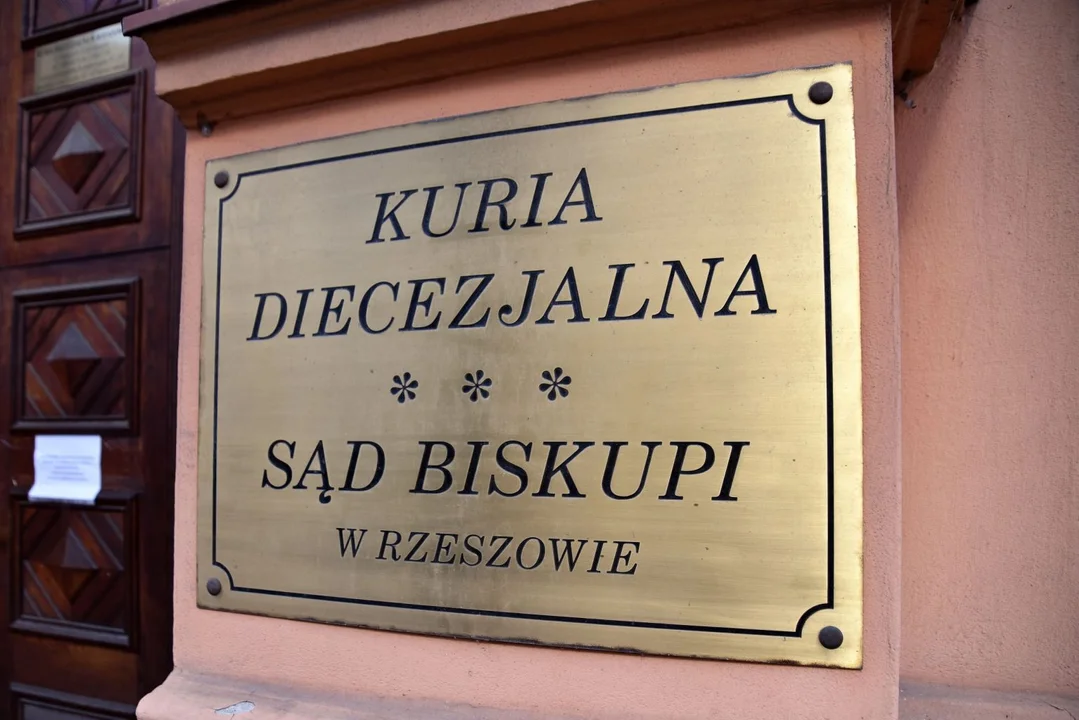 KURIA
DIECEZJALNA
* * *
SĄD BISKUPI
W RZESZOWIE